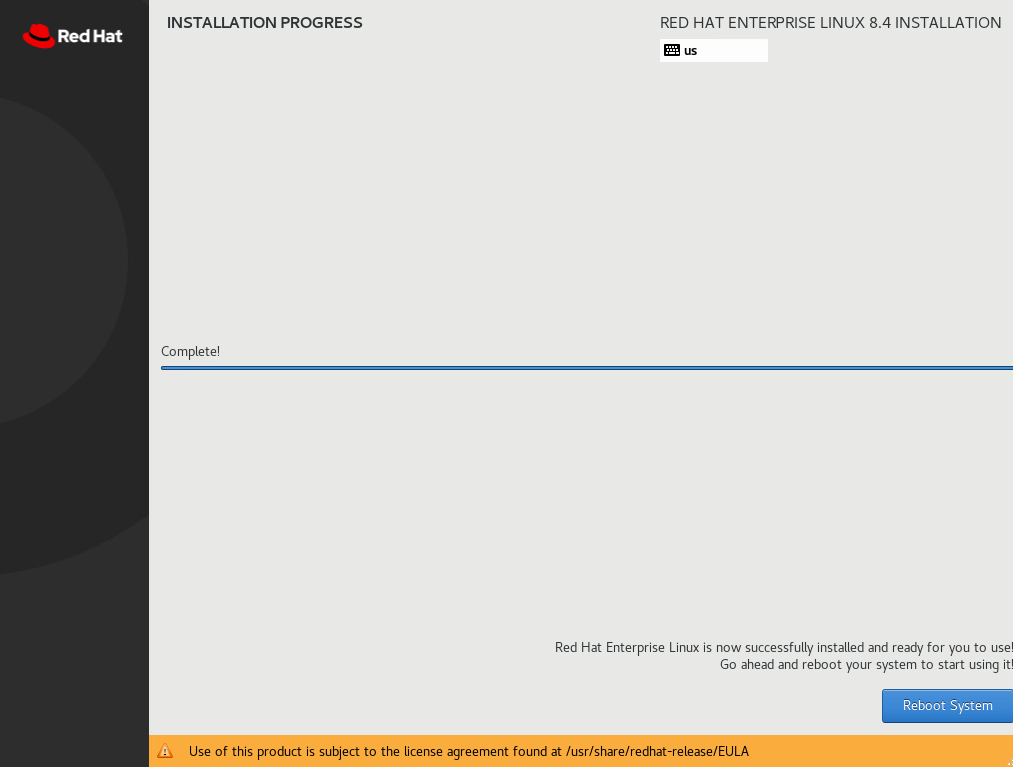 Red Hat
INSTALLATION PROGRESS
RED HAT ENTERPRISE LINUX 8.4 INSTALLATION
us
Complete!
Red Hat Enterprise Linux is now successfully installed and ready for you to use!
Go ahead and reboot your system to start using it!
Reboot System
Use of this product is subject to the license agreement found at /usr/share/redhat-release/EULA